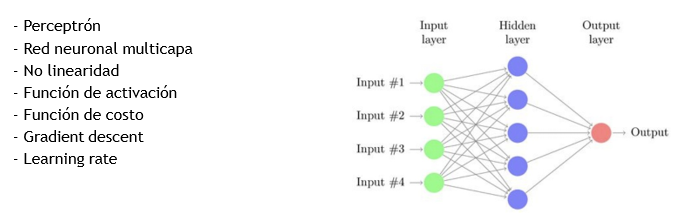 - Perceptrón
- Red neuronal multicapa
- No linearidad
- Función de activación
- Función de costo
- Gradient descent
- Learning rate
Input layer
Hidden layer
Output layer
Input #1
Input #2
Input #3
Input #4
Output